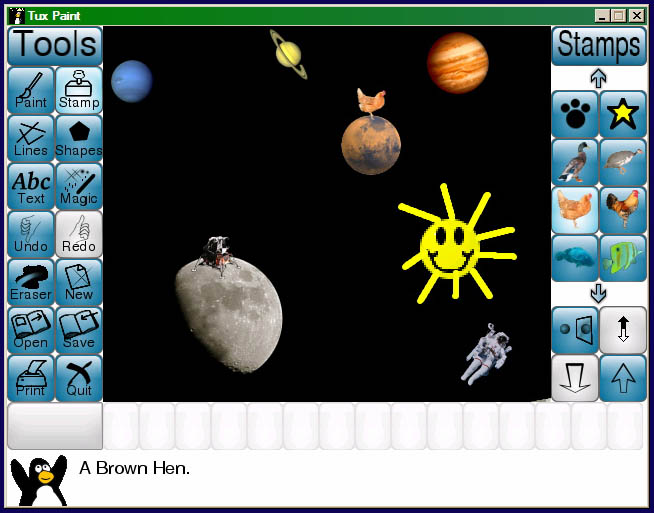 Tux Paint
Tools
Stamps
Paint
Stamp
Lines
Shapes
Abc
Text
Magic
Undo
Redo
Eraser
New
Open
Save
Print
Quit
A Brown Hen.